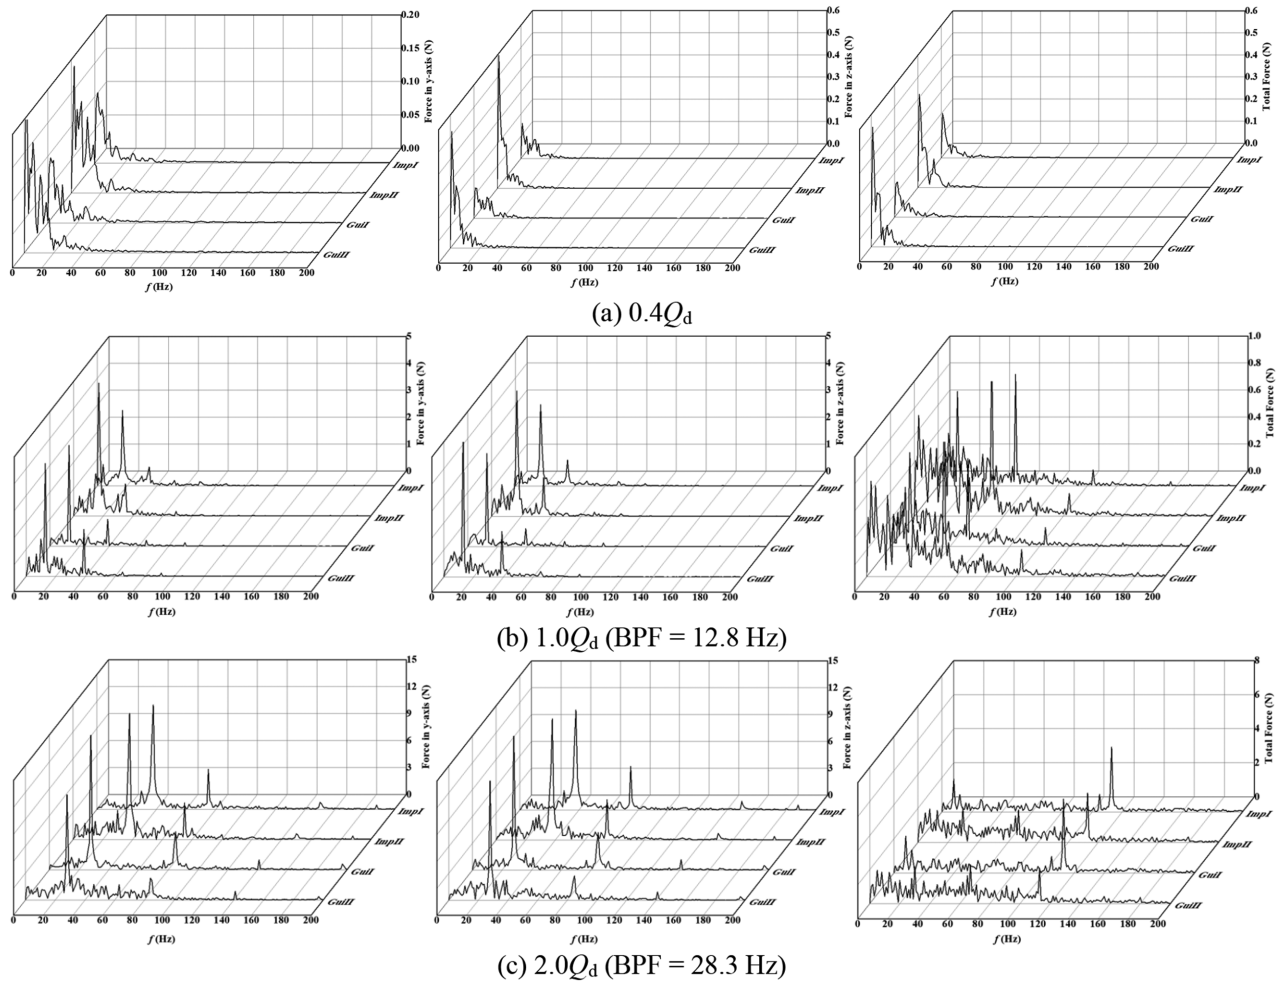 0.20
0.15
0.10
0.05
0.00
Force in y-axis (N)
ImpI
ImpII
GuiI
GuiII
0 20 40 60 80 100 120 140 160 180 200
f (Hz)
0.6
0.5
0.4
0.3
0.2
0.1
0.0
Force in z-axis (N)
ImpI
ImpII
GuiI
GuiII
0 20 40 60 80 100 120 140 160 180 200
f (Hz)
0.6
0.5
0.4
0.3
0.2
0.1
0.0
Total Force (N)
ImpI
ImpII
GuiI
GuiII
0 20 40 60 80 100 120 140 160 180 200
f (Hz)
(a) 0.4Qd
5
4
3
2
1
0
Force in y-axis (N)
ImpI
ImpII
GuiI
GuiII
0 20 40 60 80 100 120 140 160 180 200
f (Hz)
5
4
3
2
1
0
Force in z-axis (N)
ImpI
ImpII
GuiI
GuiII
0 20 40 60 80 100 120 140 160 180 200
f (Hz)
1.0
0.8
0.6
0.4
0.2
0.0
Total Force (N)
ImpI
ImpII
GuiI
GuiII
0 20 40 60 80 100 120 140 160 180 200
f (Hz)
(b) 1.0Qd (BPF = 12.8 Hz)
15
12
9
6
3
0
Force in y-axis (N)
ImpI
ImpII
GuiI
GuiII
0 20 40 60 80 100 120 140 160 180 200
f (Hz)
15
12
9
6
3
0
Force in z-axis (N)
ImpI
ImpII
GuiI
GuiII
0 20 40 60 80 100 120 140 160 180 200
f (Hz)
8
6
4
2
0
Total Force (N)
ImpI
ImpII
GuiI
GuiII
0 20 40 60 80 100 120 140 160 180 200
f (Hz)
(c) 2.0Qd (BPF = 28.3 Hz)